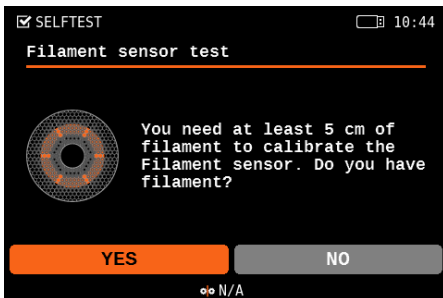 SELFTEST 10:44
Filament sensor test
You need at least 5 cm of
filament to calibrate the
Filament sensor. Do you have
filament?
YES NO
N/A